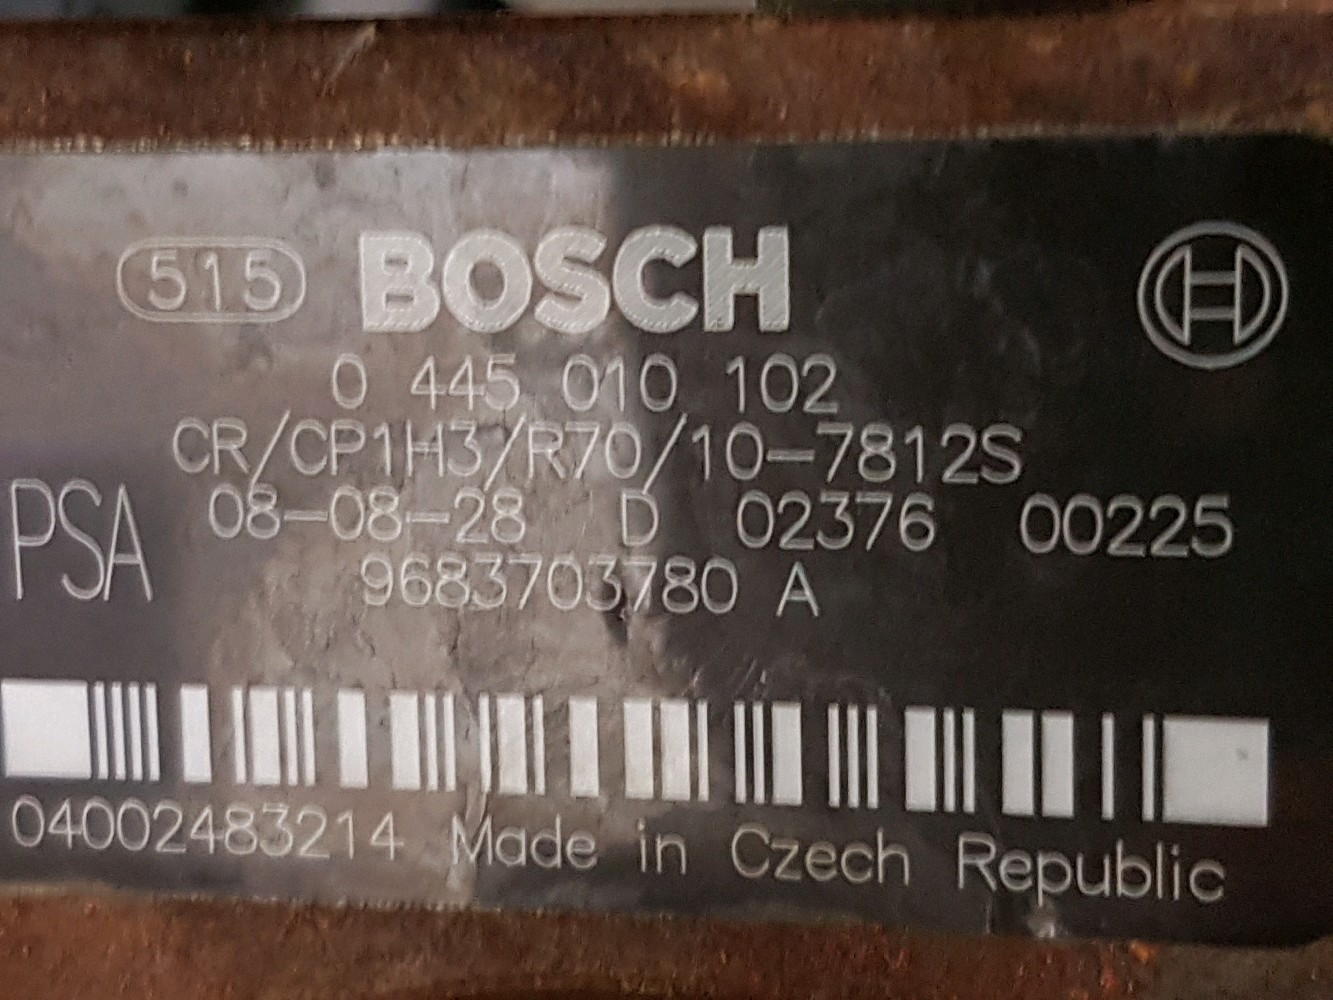 515 BOSCH
0 445 010 102
CR/CP1H3/R70/10-7812S
PSA 08-08-28 D 02376 00225
9683703780 A
04002483214 Made in Czech Republic